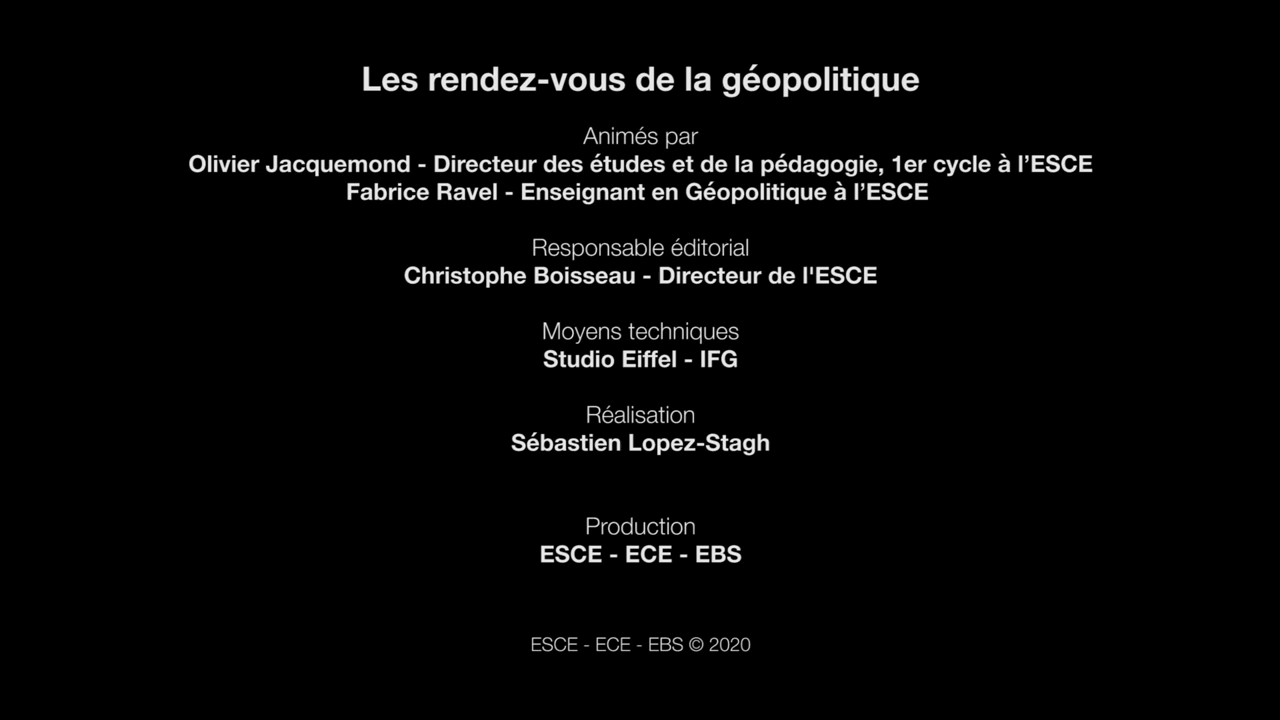 Les rendez-vous de la géopolitique
Animés par
Olivier Jacquemond - Directeur des études et de la pédagogie, 1er cycle à l’ESCE
Fabrice Ravel - Enseignant en Géopolitique à l’ESCE
Responsable éditorial
Christophe Boisseau - Directeur de l'ESCE
Moyens techniques
Studio Eiffel - IFG
Réalisation
Sébastien Lopez-Stagh
Production
ESCE - ECE - EBS
ESCE - ECE - EBS © 2020